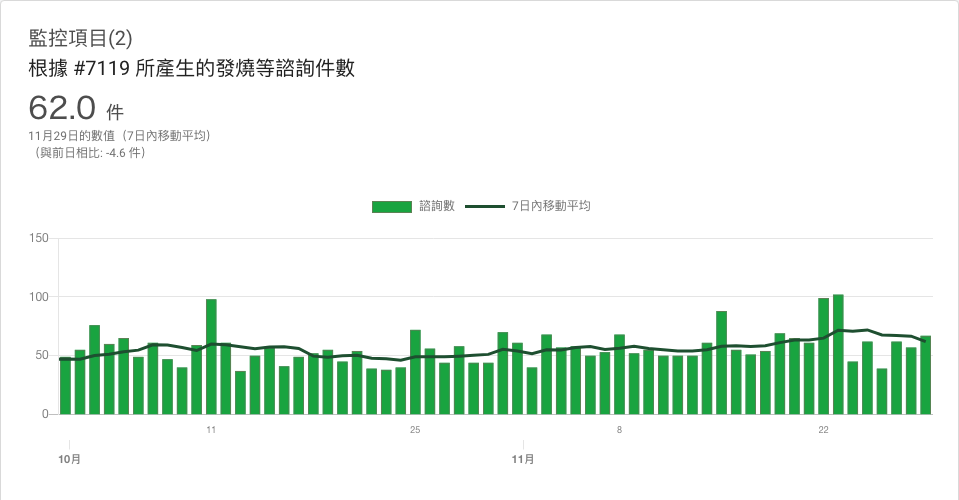 監控項目(2)
根據 #7119 所產生的發燒等諮詢件數
62.0 件
11月29日的數值（7日內移動平均）
（與前日相比: -4.6 件）
諮詢數 7日內移動平均
150
100
50
0
11 25 8 22
10月 11月